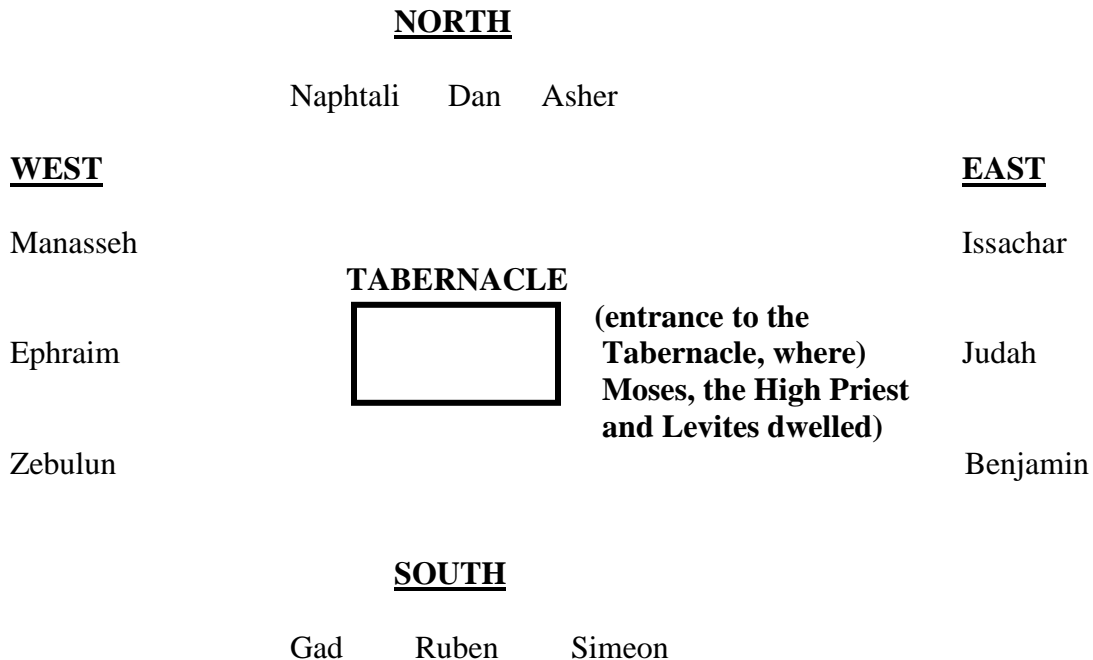 NORTH
Naphtali Dan Asher
WEST EAST
Manasseh Issachar
TABERNACLE
(entrance to the
Ephraim Tabernacle, where) Judah
Moses, the High Priest
and Levites dwelled)
Zebulun Benjamin
SOUTH
Gad Ruben Simeon